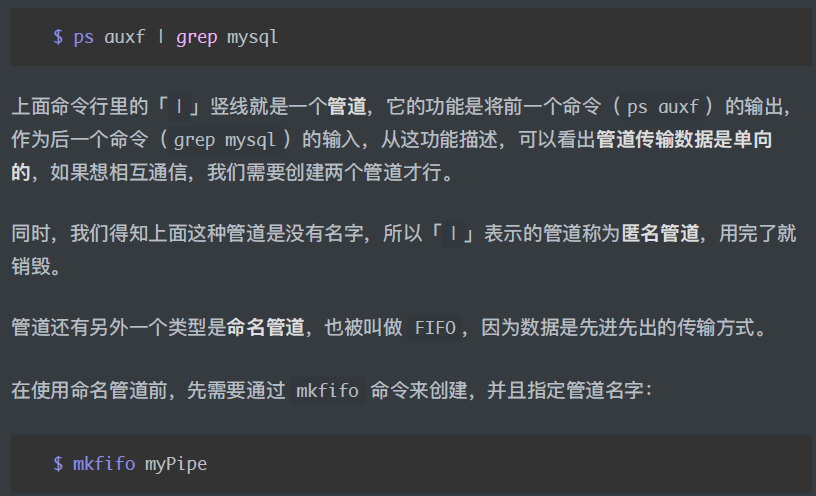 $ ps auxf | grep mysql
上面命令行里的「|」竖线就是一个管道，它的功能是将前一个命令（ps auxf）的输出，
作为后一个命令（grep mysql）的输入，从这功能描述，可以看出管道传输数据是单向
的，如果想相互通信，我们需要创建两个管道才行。
同时，我们得知上面这种管道是没有名字，所以「|」表示的管道称为匿名管道，用完了就
销毁。
管道还有另外一个类型是命名管道，也被叫做 FIFO，因为数据是先进先出的传输方式。
在使用命名管道前，先需要通过 mkfifo 命令来创建，并且指定管道名字：
$ mkfifo myPipe